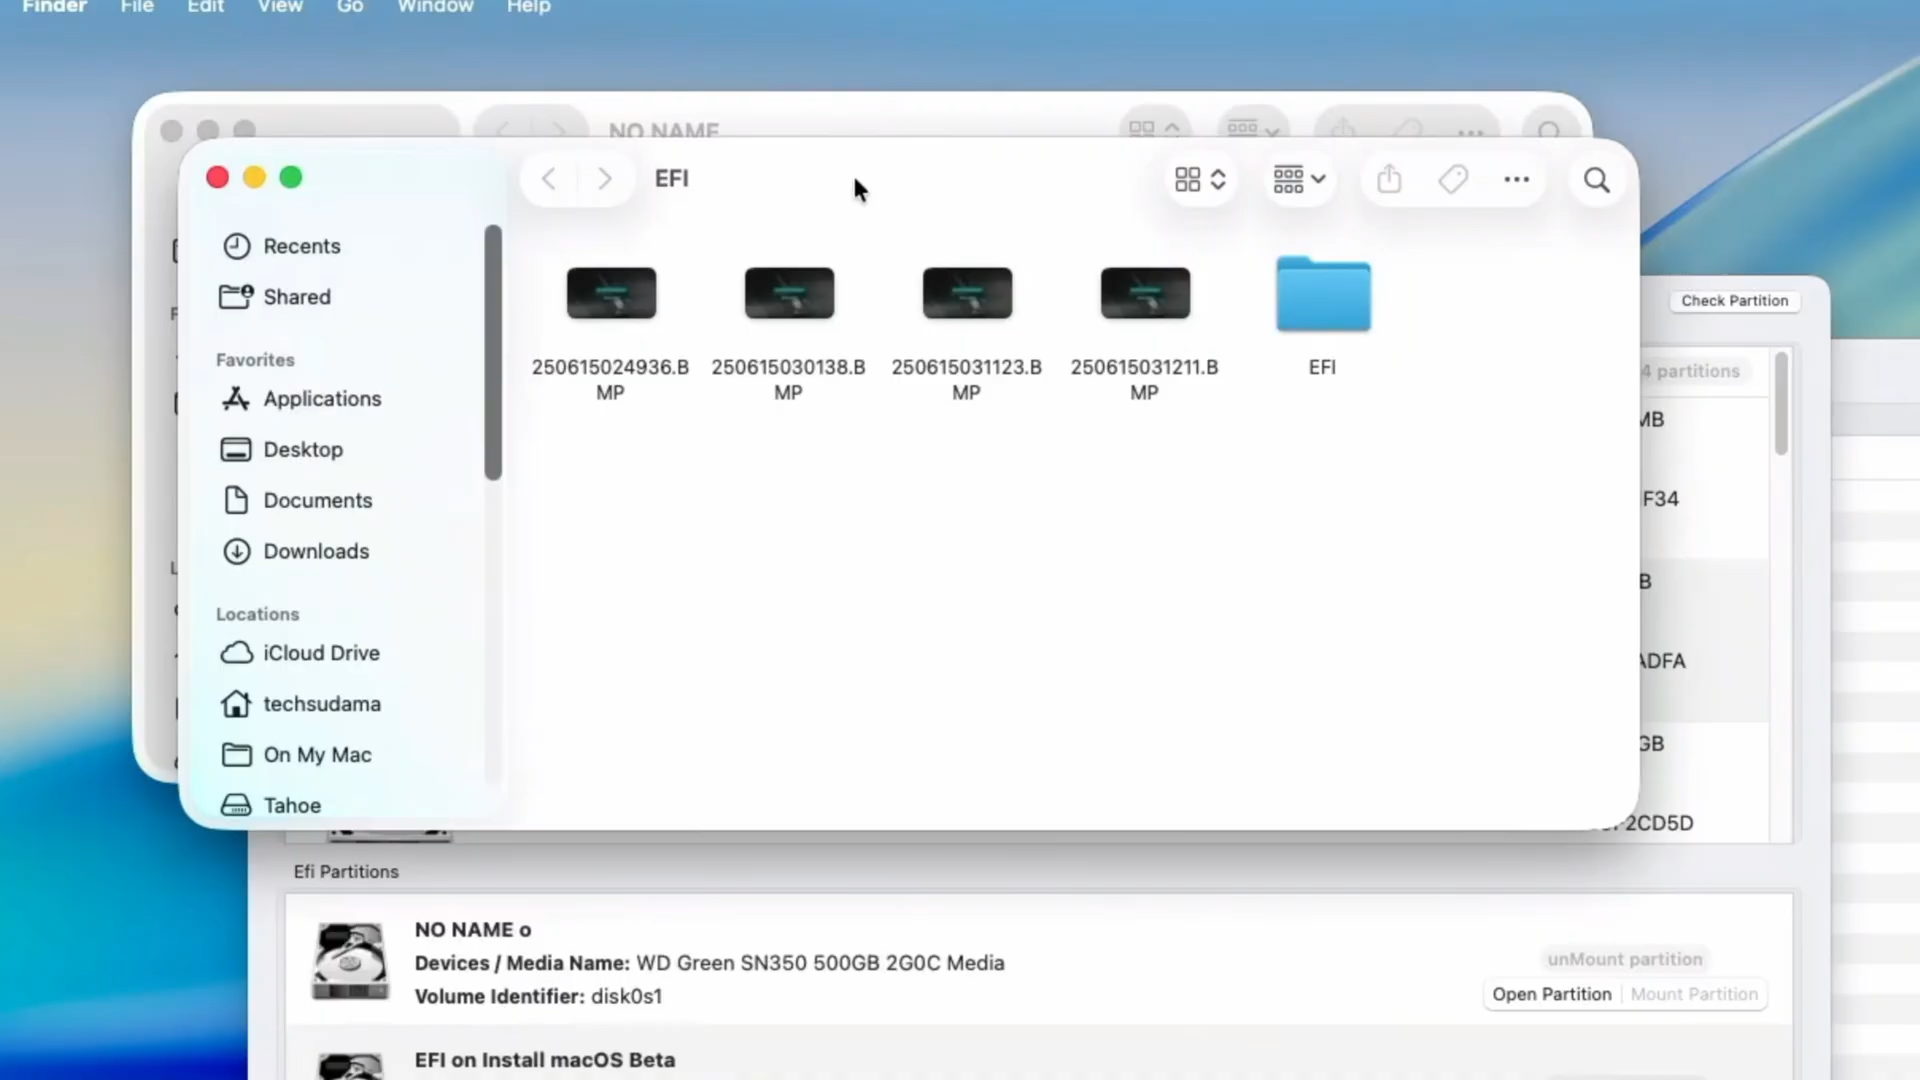 Finder File Edit View Go Window Help
NO NAME
EFI
Recents
Shared
Favorites
Applications
Desktop
Documents
Downloads
Locations
iCloud Drive
techsudama
On My Mac
Tahoe
250615024936.B
MP
250615030138.B
MP
250615031123.B
MP
250615031211.B
MP
EFI
Check Partition
4 partitions
MB
F34
B
ADFA
GB
2CD5D
Efi Partitions
NO NAME o
Devices / Media Name: WD Green SN350 500GB 2G0C Media
Volume Identifier: disk0s1
unMount partition
Open Partition Mount Partition
EFI on Install macOS Beta